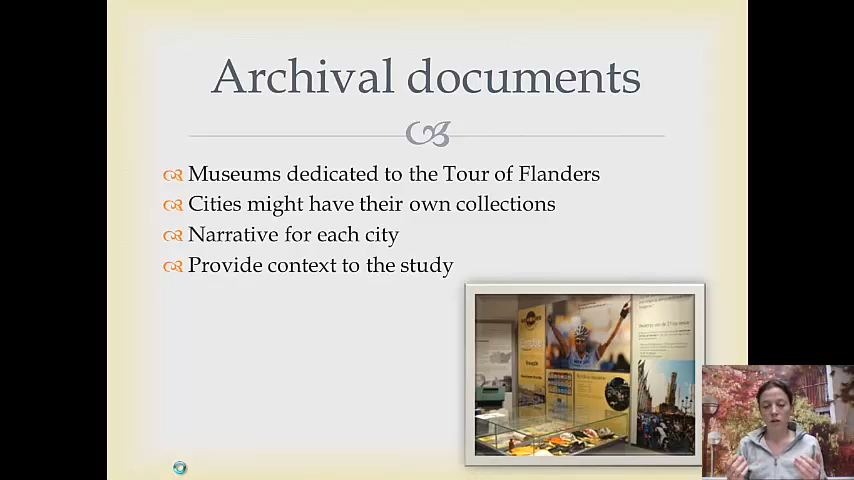 Archival documents
Museums dedicated to the Tour of Flanders
Cities might have their own collections
Narrative for each city
Provide context to the study